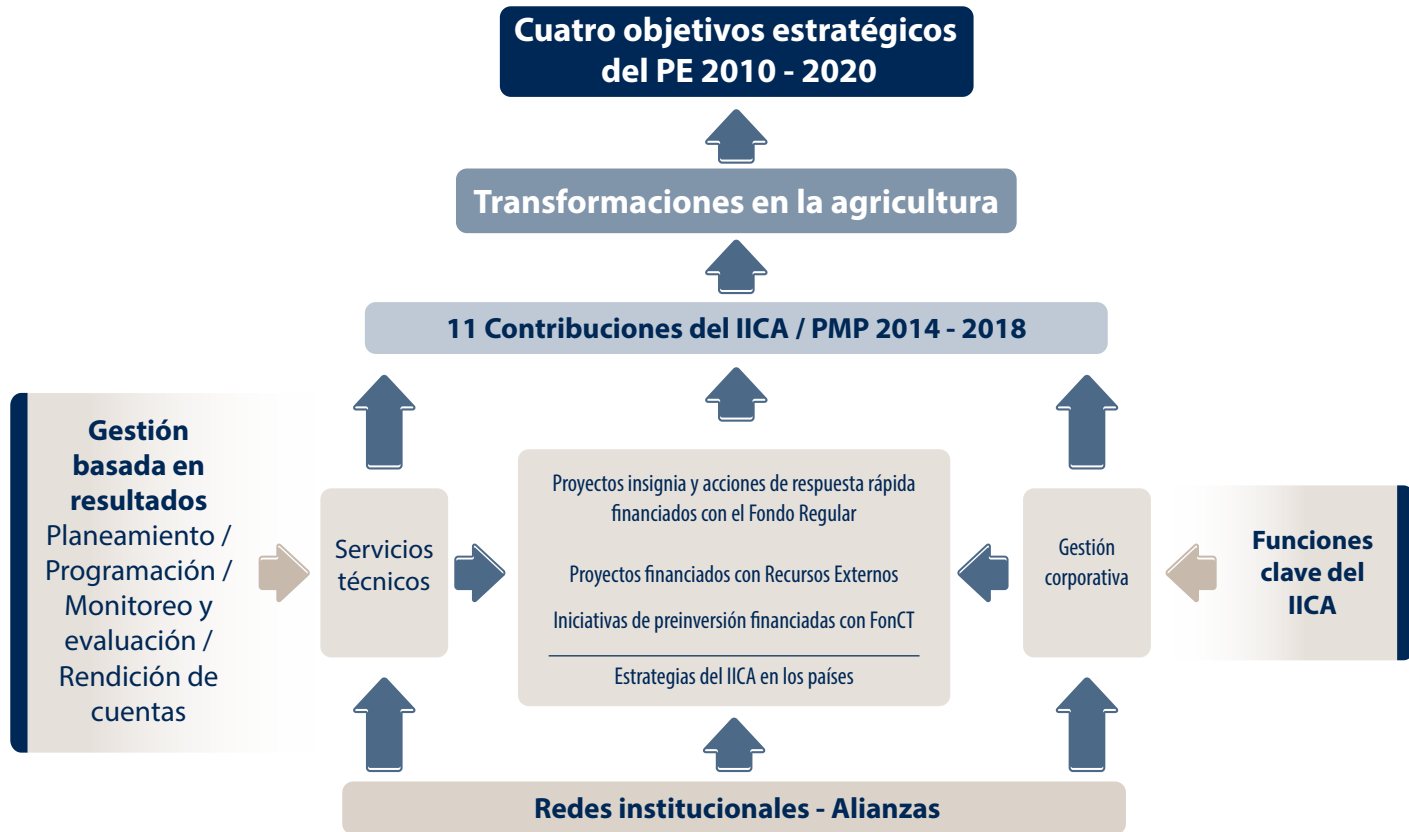 Cuatro objetivos estratégicos
del PE 2010 - 2020
Transformaciones en la agricultura
11 Contribuciones del IICA / PMP 2014 - 2018
Gestión
basada en
resultados
Planeamiento /
Programación /
Monitoreo y
evaluación /
Rendición de
cuentas
Servicios
técnicos
Proyectos insignia y acciones de respuesta rápida
financiados con el Fondo Regular
Proyectos financiados con Recursos Externos
Iniciativas de preinversión financiadas con FonCT
Estrategias del IICA en los países
Gestión
corporativa
Funciones
clave del
IICA
Redes institucionales - Alianzas